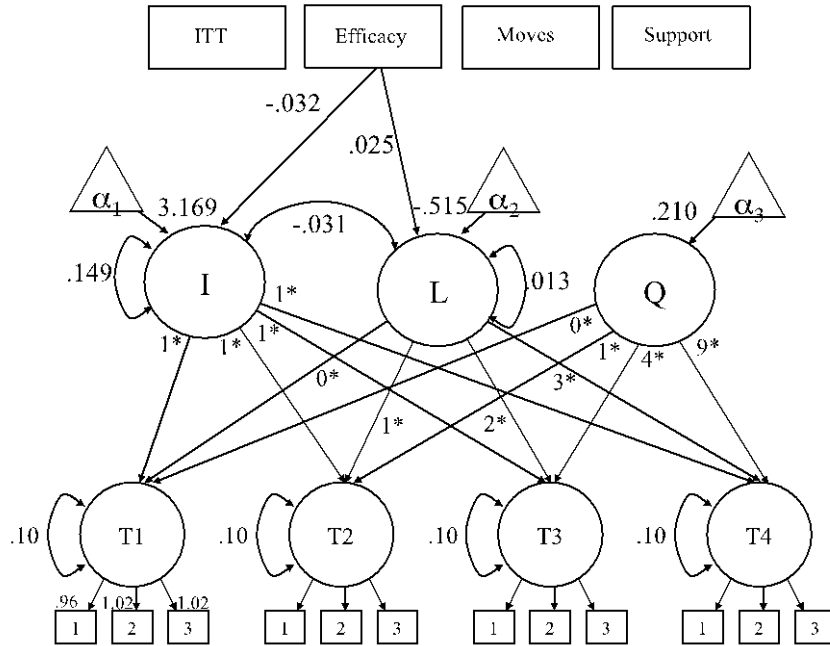 ITT Efficacy Moves Support
-.032
.025
α1 3.169 -.515 α2 .210 α3
-.031
.149 I L .013 Q
1* 0*
1* 1* 1* 1* 4* 9*
0* 3*
1* 2*
.10 T1 .10 T2 .10 T3 .10 T4
.96 1.02 1.02
1 2 3 1 2 3 1 2 3 1 2 3